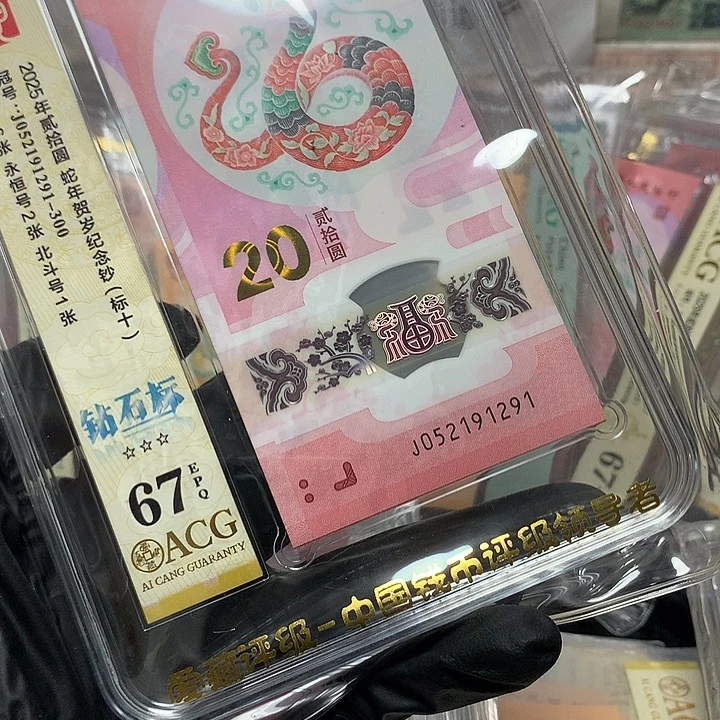 2025年贰拾圆 蛇年贺岁纪念钞(标十)
冠号:J052191291-300
张 永恒号2张 北斗号1张
钻石标
☆☆☆
67
EPQ
ACG
AI CANG GUARANTY
20
贰拾圆
福
J052191291
爱藏评级-中国钱币评级领导者
67